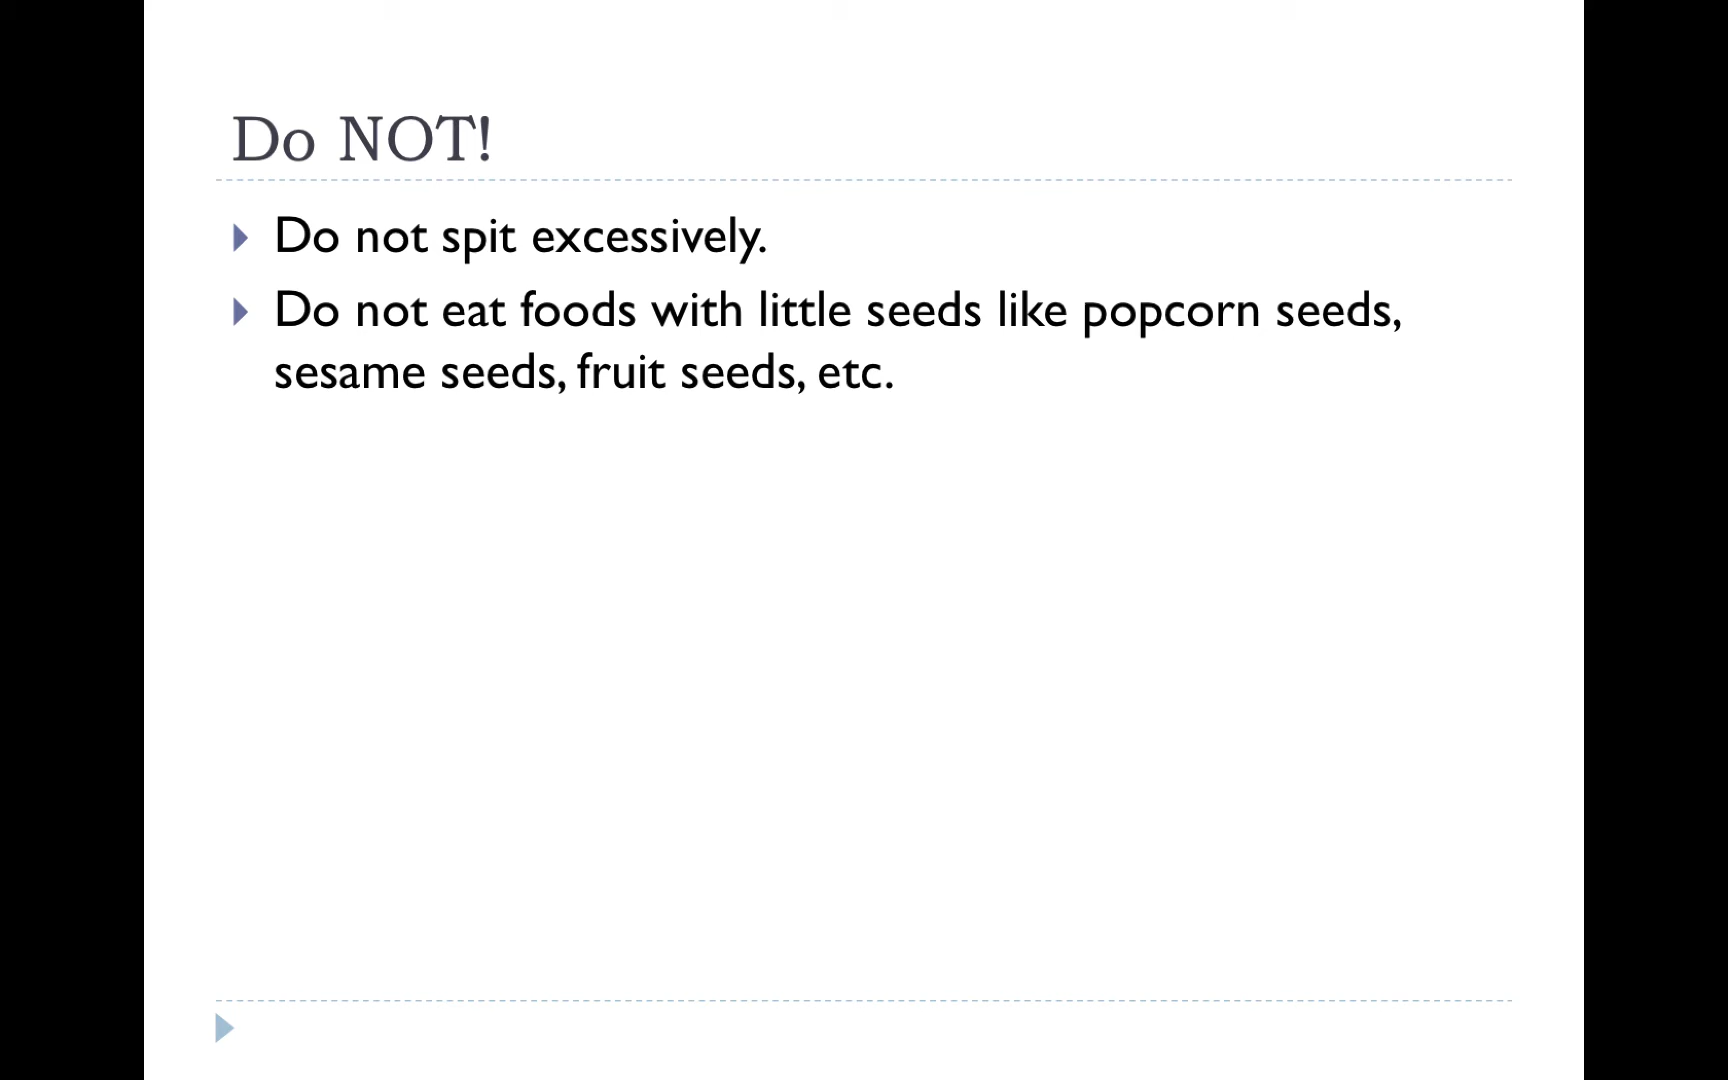 Do NOT!
Do not spit excessively.
Do not eat foods with little seeds like popcorn seeds,
sesame seeds, fruit seeds, etc.